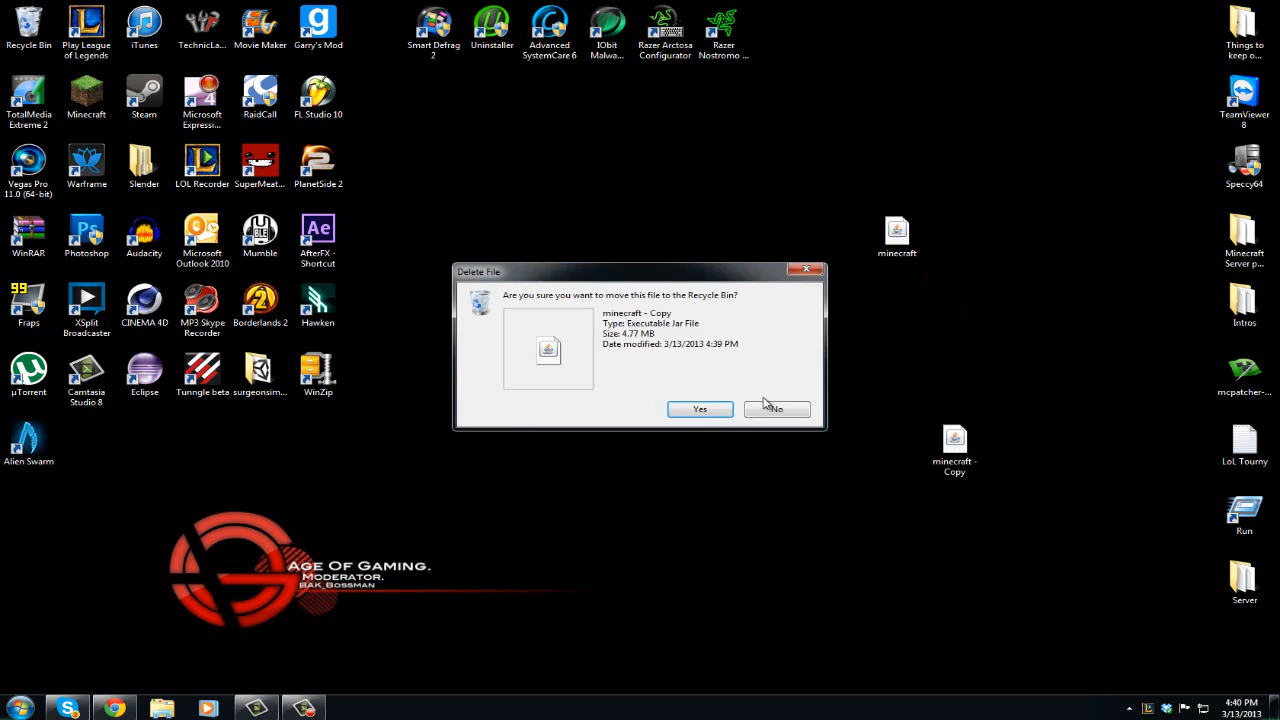 Recycle Bin
Play League
of Legends
iTunes
TechnicLa...
Movie Maker
Garry's Mod
Smart Defrag
2
Uninstaller
Advanced
SystemCare 6
IObit
Malwa...
Razer Arctosa
Configurator
Razer
Nostromo ...
Things to
keep o...
TotalMedia
Extreme 2
Minecraft
Steam
Microsoft
Expressi...
RaidCall
FL Studio 10
TeamViewer
8
Vegas Pro
11.0 (64-bit)
Warframe
Slender
LOL Recorder
SuperMeat...
PlanetSide 2
Speccy64
WinRAR
Photoshop
Audacity
Microsoft
Outlook 2010
Mumble
AfterFX -
Shortcut
minecraft
Minecraft
Server p...
99
Fraps
XSplit
Broadcaster
CINEMA 4D
MP3 Skype
Recorder
Borderlands 2
Hawken
Intros
Delete File
Are you sure you want to move this file to the Recycle Bin?
minecraft - Copy
Type: Executable Jar File
Size: 4.77 MB
Date modified: 3/13/2013 4:39 PM
Yes
No
µTorrent
Camtasia
Studio 8
Eclipse
Tunngle beta
surgeonsim...
WinZip
mcpatcher-...
Alien Swarm
minecraft -
Copy
LoL Tourny
Run
Server
Age Of Gaming.
Moderator.
BAK_Bossman
4:40 PM
3/13/2013